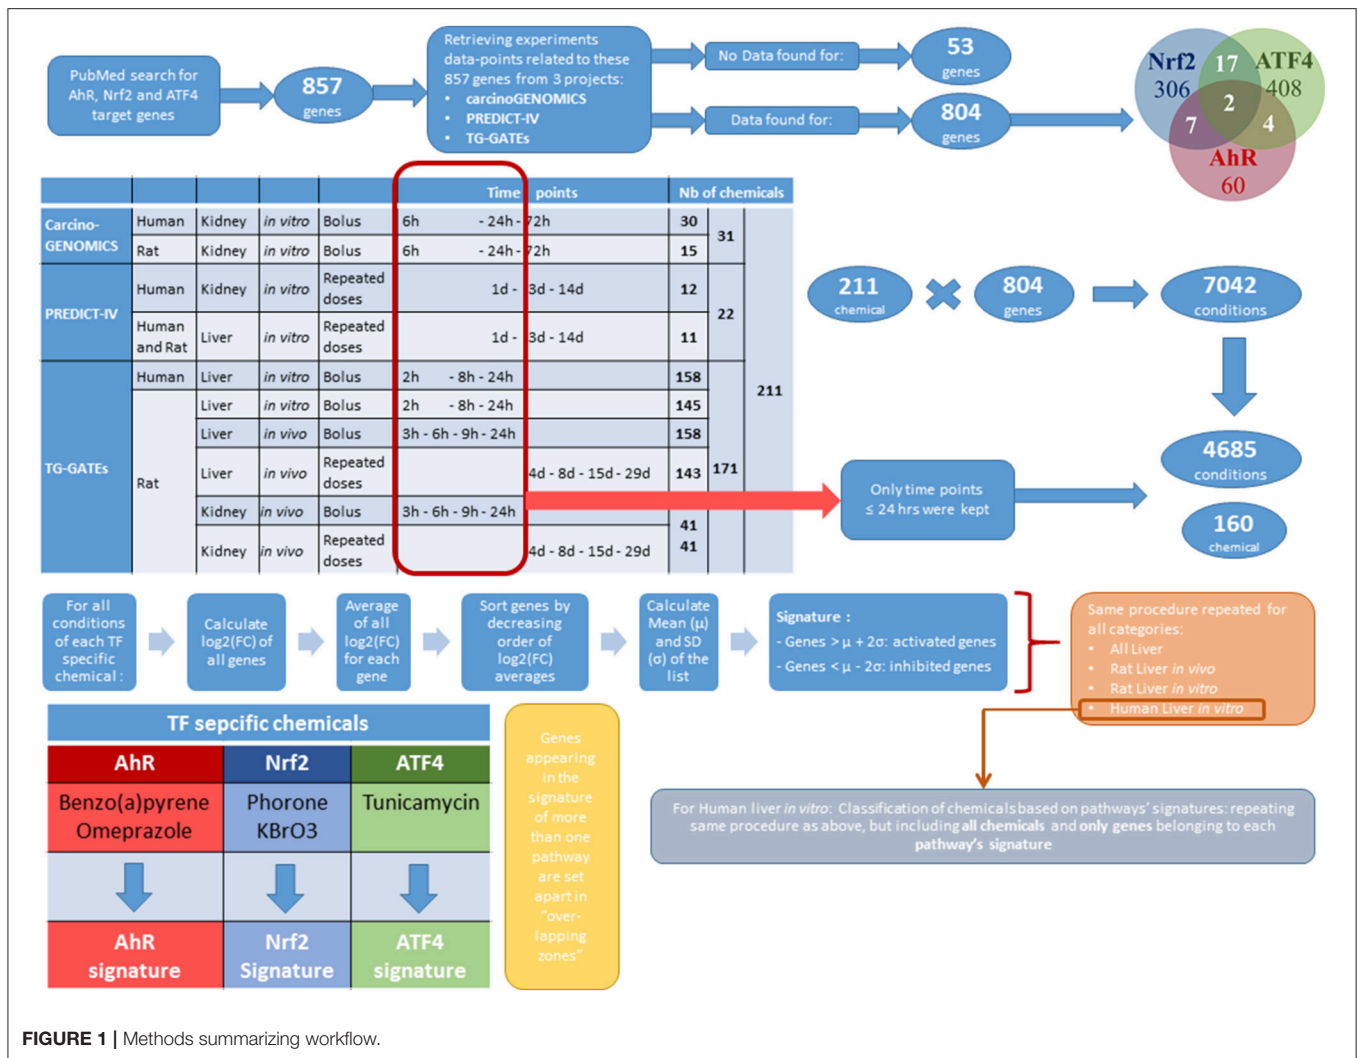 PubMed search for
AhR, Nrf2 and ATF4
target genes
857
genes
Retrieving experiments
data-points related to these
857 genes from 3 projects:
• carcinoGENOMICS
• PREDICT-IV
• TG-GATEs
No Data found for:
53
genes
Data found for:
804
genes
Nrf2
306
17
ATF4
408
2
7
4
AhR
60
Time points Nb of chemicals
Carcino-
GENOMICS
Human Kidney in vitro Bolus 6h - 24h - 72h 30
31
Rat Kidney in vitro Bolus 6h - 24h - 72h 15
PREDICT-IV
Human Kidney in vitro Repeated
doses
1d - 3d - 14d 12
22
Human
and Rat
Liver in vitro Repeated
doses
1d - 3d - 14d 11
TG-GATEs
Human Liver in vitro Bolus 2h - 8h - 24h 158
Rat
Liver in vitro Bolus 2h - 8h - 24h 145
Liver in vivo Bolus 3h - 6h - 9h - 24h 158
Liver in vivo Repeated
doses
4d - 8d - 15d - 29d 143
171
Kidney in vivo Bolus 3h - 6h - 9h - 24h 41
Kidney in vivo Repeated
doses
4d - 8d - 15d - 29d 41
211
211
chemical
804
genes
7042
conditions
Only time points
≤ 24 hrs were kept
4685
conditions
160
chemical
For all
conditions
of each TF
specific
chemical :
Calculate
log2(FC) of
all genes
Average
of all
log2(FC)
for each
gene
Sort genes by
decreasing
order of
log2(FC)
averages
Calculate
Mean (μ)
and SD
(σ) of the
list
Signature :
- Genes > μ + 2σ: activated genes
- Genes < μ - 2σ: inhibited genes
Same procedure repeated for
all categories:
• All Liver
• Rat Liver in vivo
• Rat Liver in vitro
• Human Liver in vitro
TF sepcific chemicals
AhR Nrf2 ATF4
Benzo(a)pyrene
Omeprazole
Phorone
KBrO3
Tunicamycin
AhR
signature
Nrf2
Signature
ATF4
signature
Genes
appearing
in the
signature
of more
than one
pathway
are set
apart in
"over-
lapping
zones"
For Human liver in vitro: Classification of chemicals based on pathways' signatures: repeating
same procedure as above, but including all chemicals and only genes belonging to each
pathway's signature
FIGURE 1 | Methods summarizing workflow.